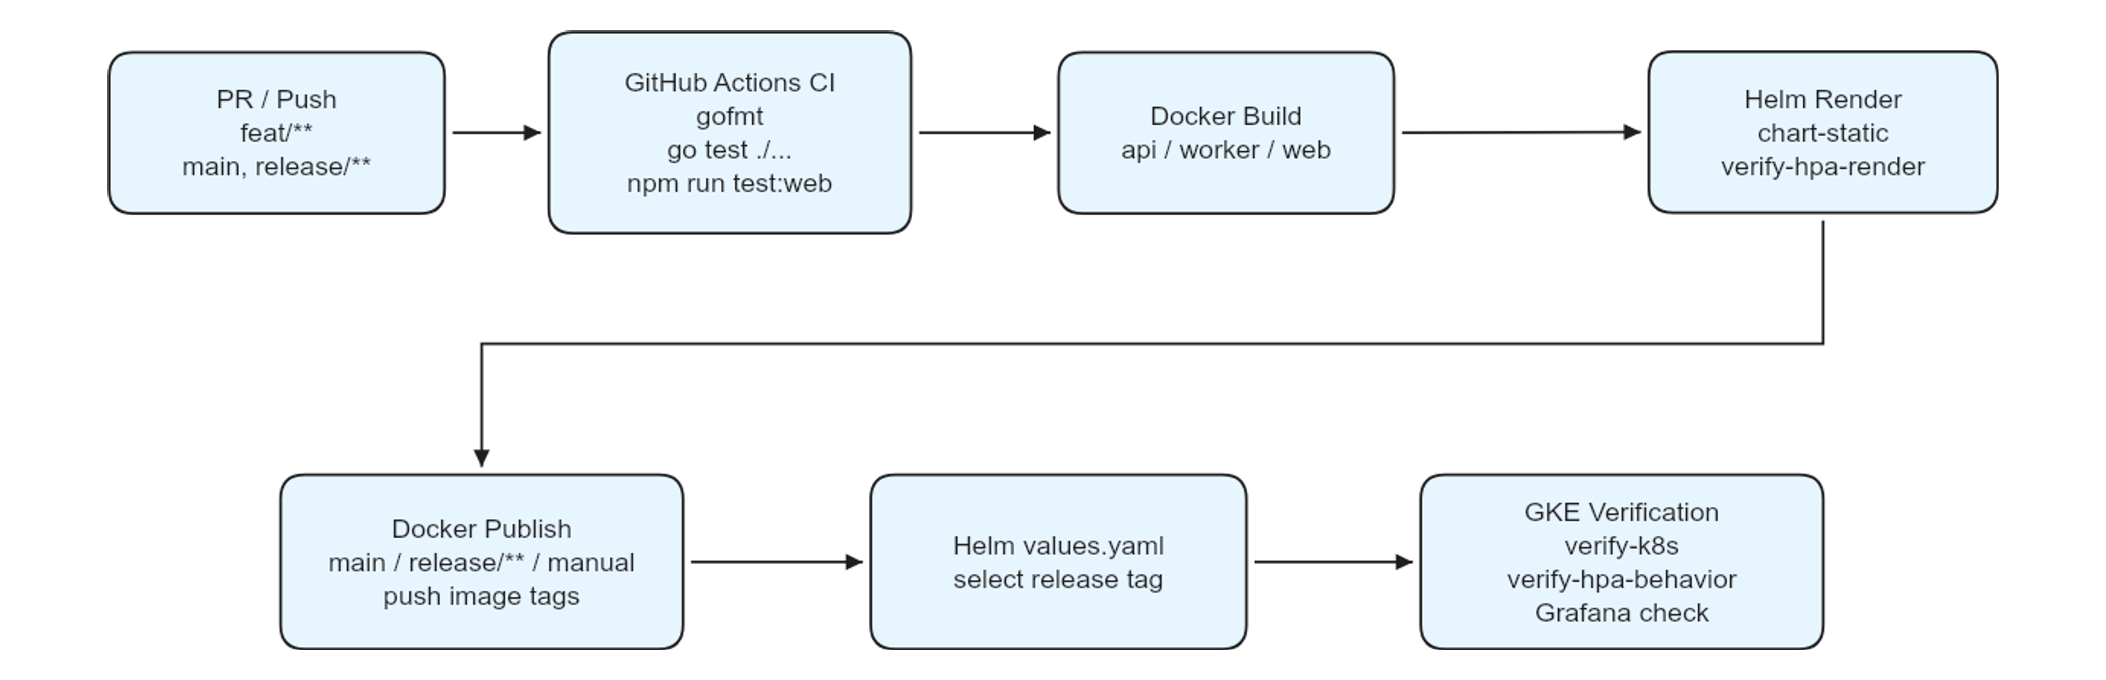 PR / Push
feat/**
main, release/**
GitHub Actions CI
gofmt
go test ./...
npm run test:web
Docker Build
api / worker / web
Helm Render
chart-static
verify-hpa-render
Docker Publish
main / release/** / manual
push image tags
Helm values.yaml
select release tag
GKE Verification
verify-k8s
verify-hpa-behavior
Grafana check